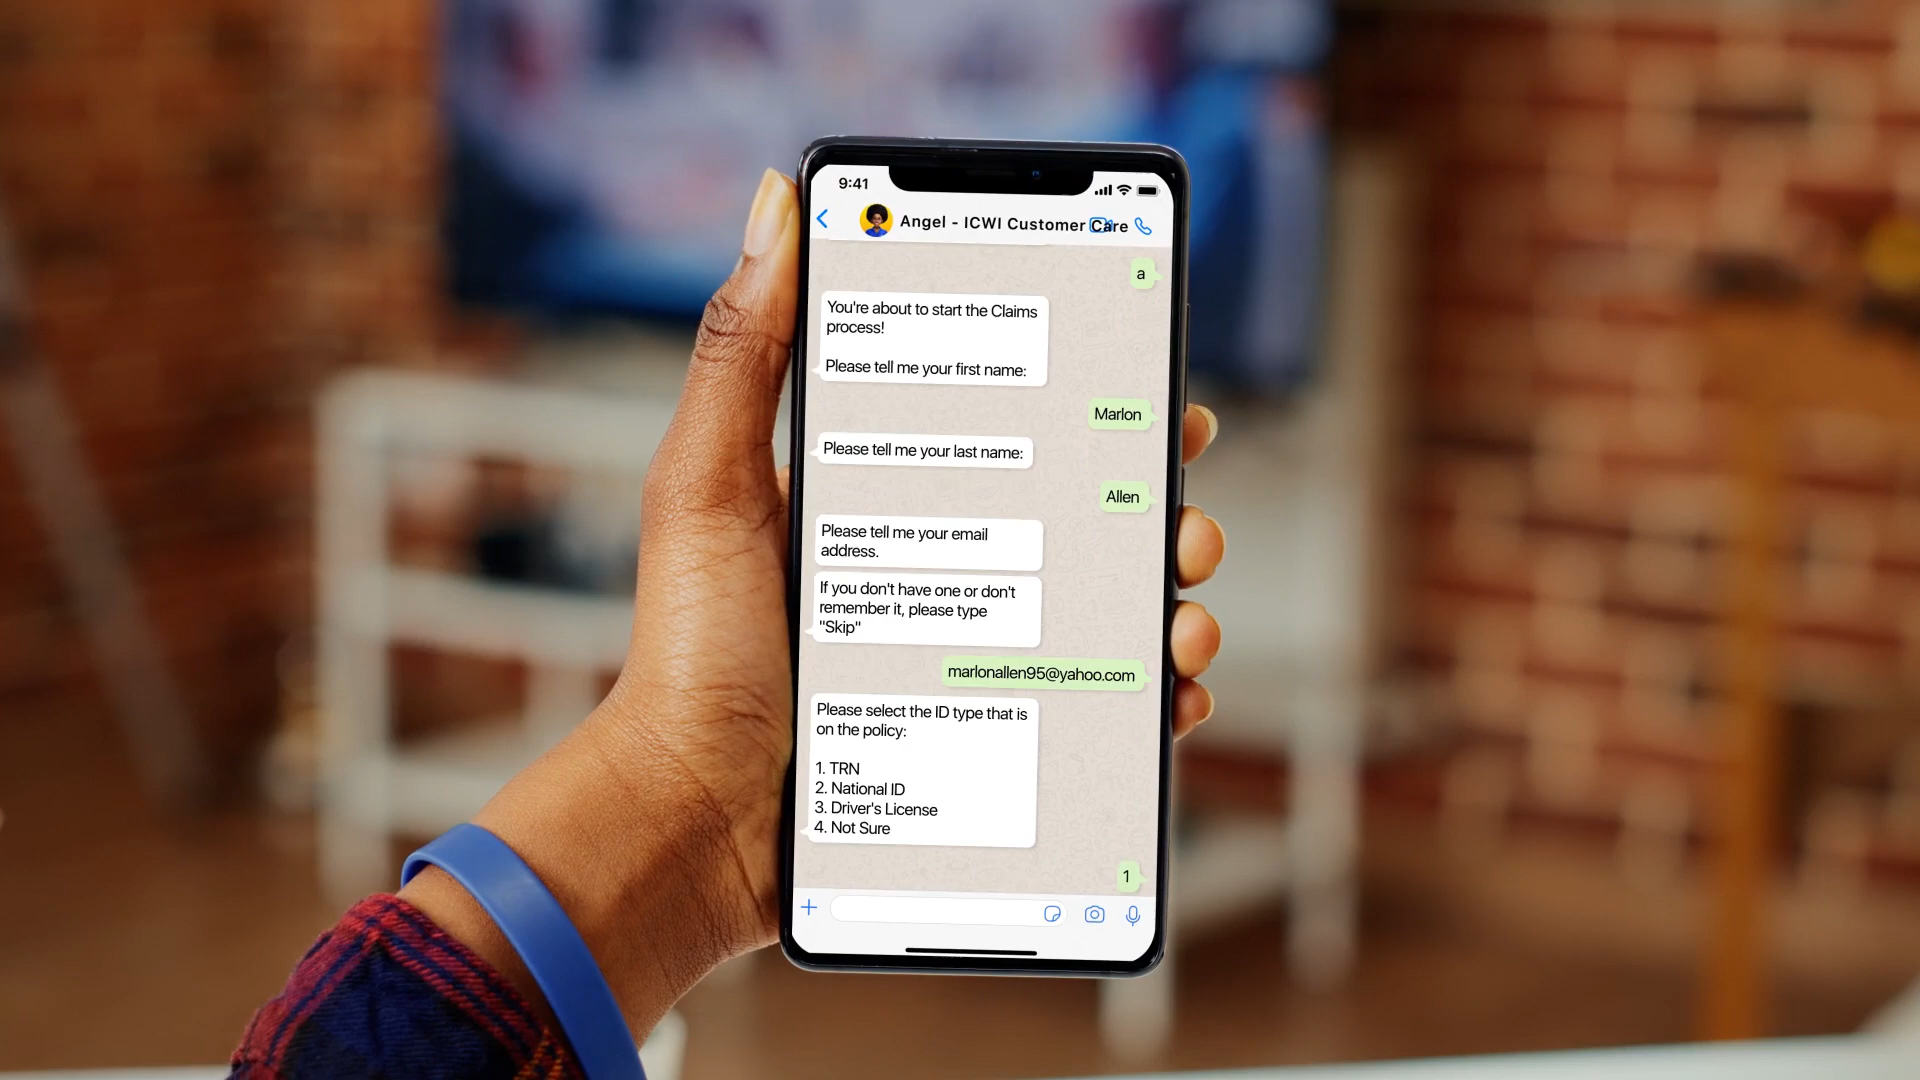 9:41
Angel - ICWI Customer Care
a
You're about to start the Claims
process!
Please tell me your first name:
Marlon
Please tell me your last name:
Allen
Please tell me your email
address.
If you don't have one or don't
remember it, please type
"Skip"
marlonallen95@yahoo.com
Please select the ID type that is
on the policy:
1. TRN
2. National ID
3. Driver's License
4. Not Sure
1